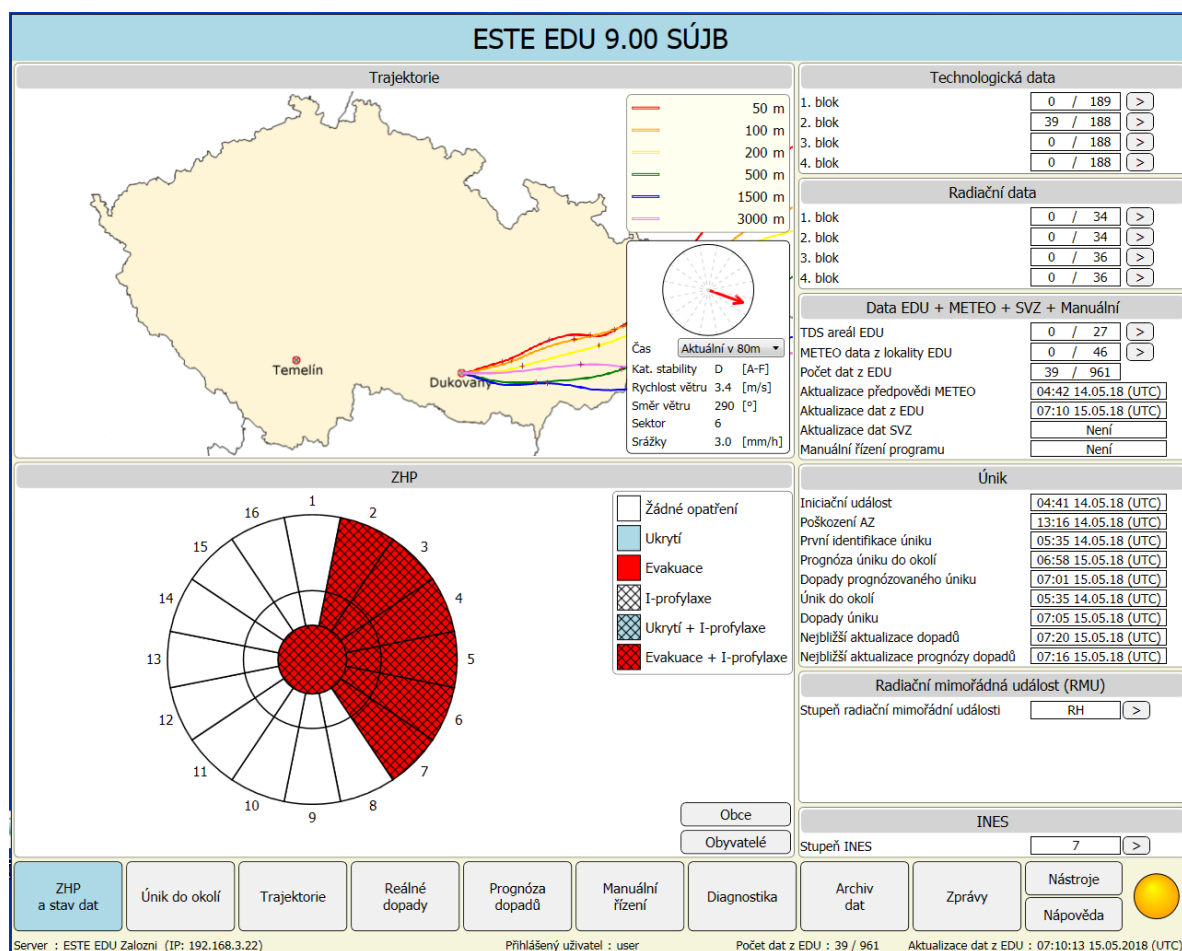 ESTE EDU 9.00 SÚJB
Trajektorie
50 m
100 m
200 m
500 m
1500 m
3000 m
Temelín
Dukovany
Čas Aktuální v 80m
Kat. stability D [A-F]
Rychlost větru 3.4 [m/s]
Směr větru 290 [°]
Sektor 6
Srážky 3.0 [mm/h]
Technologická data
1. blok 0 / 189 >
2. blok 39 / 188 >
3. blok 0 / 188 >
4. blok 0 / 188 >
Radiační data
1. blok 0 / 34 >
2. blok 0 / 34 >
3. blok 0 / 36 >
4. blok 0 / 36 >
Data EDU + METEO + SVZ + Manuální
TDS areál EDU 0 / 27 >
METEO data z lokality EDU 0 / 46 >
Počet dat z EDU 39 / 961
Aktualizace předpovědi METEO 04:42 14.05.18 (UTC)
Aktualizace dat z EDU 07:10 15.05.18 (UTC)
Aktualizace dat SVZ Není
Manuální řízení programu Není
ZHP
1
2
3
4
5
6
7
8
9
10
11
12
13
14
15
16
Žádné opatření
Ukrytí
Evakuace
I-profylaxe
Ukrytí + I-profylaxe
Evakuace + I-profylaxe
Obce
Obyvatelé
Únik
Iniciační událost 04:41 14.05.18 (UTC)
Poškození AZ 13:16 14.05.18 (UTC)
První identifikace úniku 05:35 14.05.18 (UTC)
Prognóza úniku do okolí 06:58 15.05.18 (UTC)
Dopady prognózovaného úniku 07:01 15.05.18 (UTC)
Únik do okolí 05:35 14.05.18 (UTC)
Dopady úniku 07:05 15.05.18 (UTC)
Nejbližší aktualizace dopadů 07:20 15.05.18 (UTC)
Nejbližší aktualizace prognózy dopadů 07:16 15.05.18 (UTC)
Radiační mimořádná událost (RMU)
Stupeň radiační mimořádní události RH >
INES
Stupeň INES 7 >
ZHP
a stav dat
Únik do okolí
Trajektorie
Reálné
dopady
Prognóza
dopadů
Manuální
řízení
Diagnostika
Archiv
dat
Zprávy
Nástroje
Nápověda
Server : ESTE EDU Zalozni (IP: 192.168.3.22) Přihlášený uživatel : user Počet dat z EDU : 39 / 961 Aktualizace dat z EDU : 07:10:13 15.05.2018 (UTC)